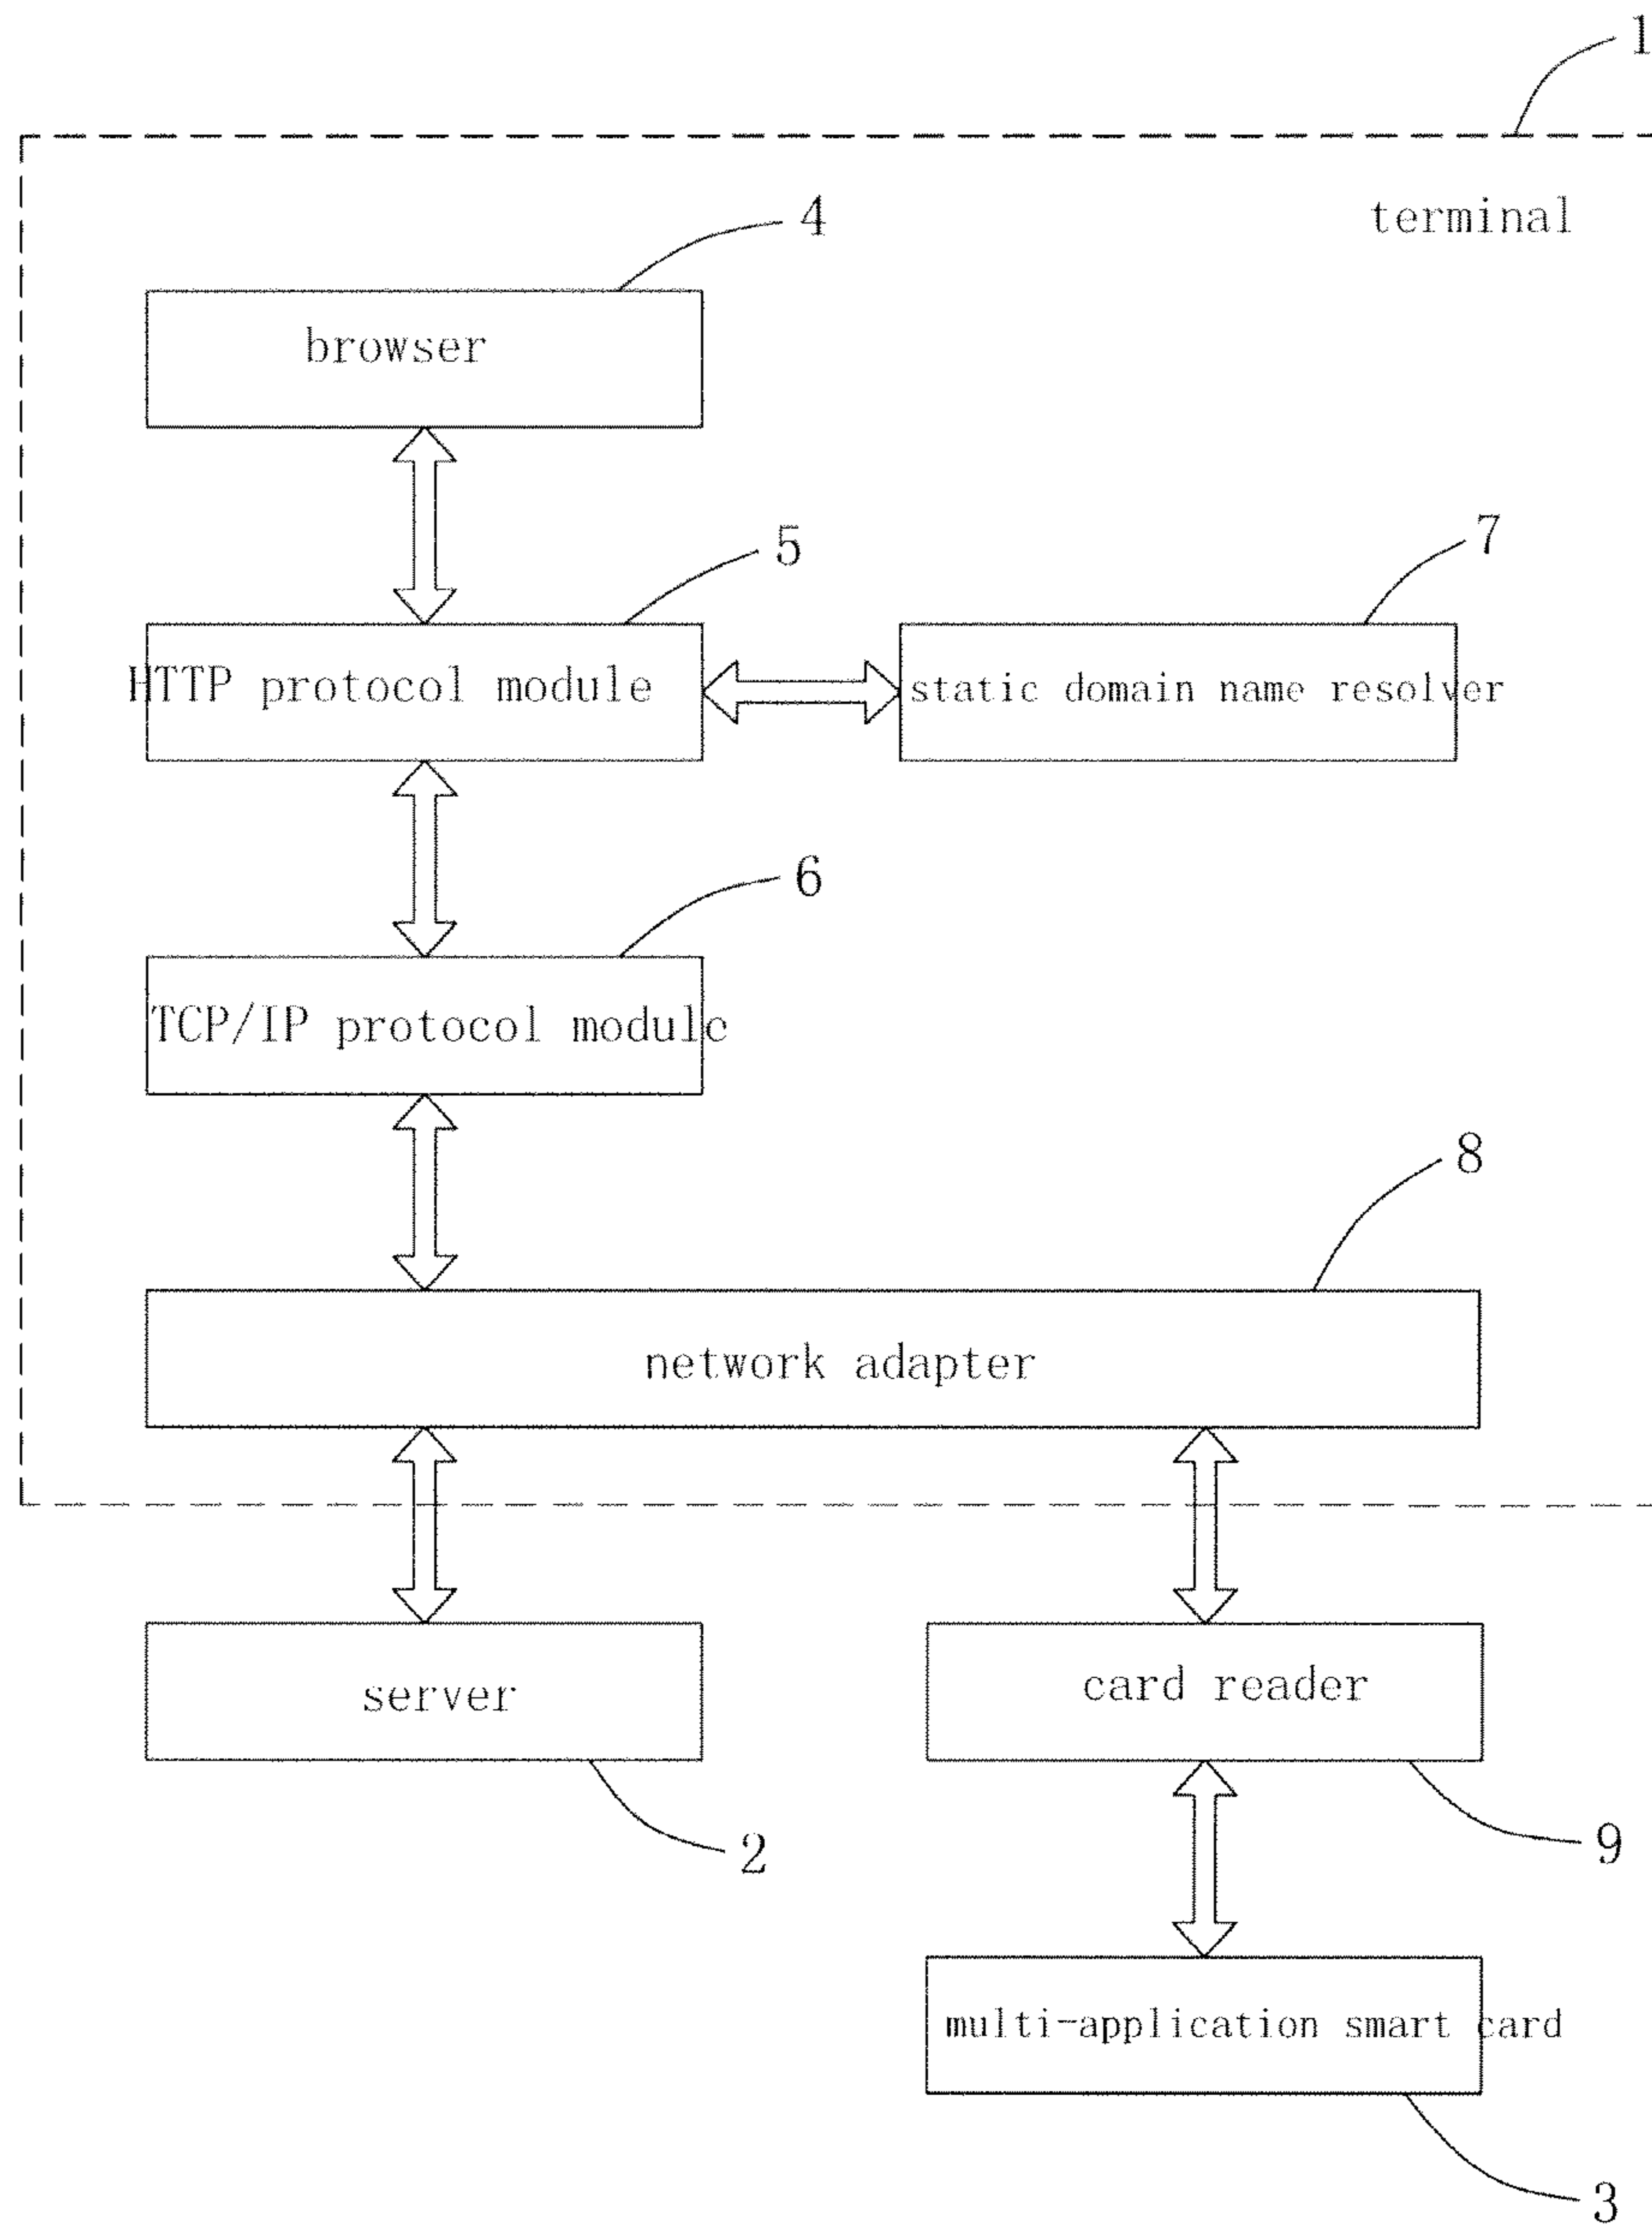 1
terminal
4
browser
5
7
HTTP protocol module
static domain name resolver
6
TCP/IP protocol module
8
network adapter
server
card reader
2
9
multi-application smart card
3